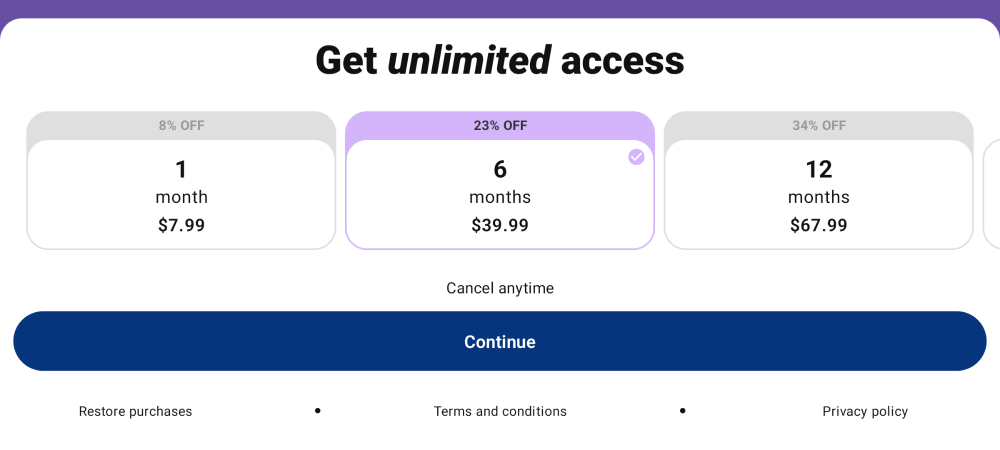 Get unlimited access
8% OFF
1
month
$7.99
23% OFF
6
months
$39.99
34% OFF
12
months
$67.99
Cancel anytime
Continue
Restore purchases • Terms and conditions • Privacy policy